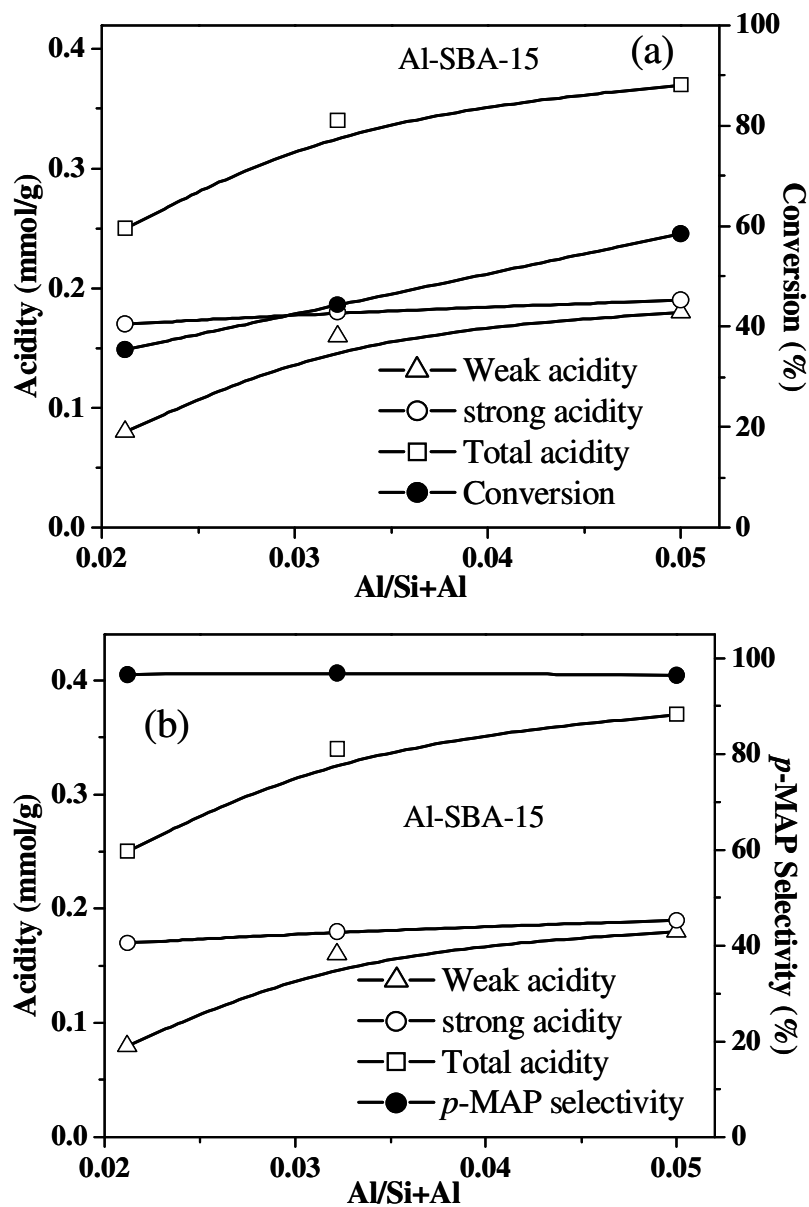 (a)
Al-SBA-15
Acidity (mmol/g)
0.4
0.3
0.2
0.1
0.0
100
80
60
40
20
0
Conversion (%)
Weak acidity
strong acidity
Total acidity
Conversion
0.02 0.03 0.04 0.05
Al/Si+Al
(b)
Al-SBA-15
Acidity (mmol/g)
0.4
0.3
0.2
0.1
0.0
100
80
60
40
20
0
p-MAP Selectivity (%)
Weak acidity
strong acidity
Total acidity
p-MAP selectivity
0.02 0.03 0.04 0.05
Al/Si+Al